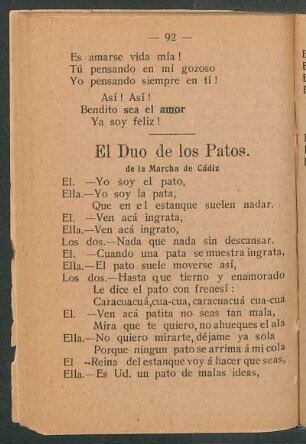 — 92 —
Es amarse vida mía!
Tú pensando en mí gozoso
Yo pensando siempre en tí!
Así! Así!
Bendito sea el amor
Ya soy feliz!
El Duo de los Patos.
de la Marcha de Cádiz
El. —Yo soy el pato,
Ella.—Yo soy la pata,
Que en el estanque suelen nadar.
El. —Ven acá ingrata,
Ella.—Ven acá ingrato,
Los dos.—Nada que nada sin descansar.
El. —Cuando una pata se muestra ingrata,
Ella.—El pato suele moverse así,
Los dos.—Hasta que tierno y enamorado
Le dice el pato con frenesí:
Caracuacuá,cua-cua, caracuacuá cua-cua
El. —Ven acá patita no seas tan mala,
Mira que te quiero, no ahueques el ala
Ella.—No quiero mirarte, déjame ya sola
Porque ningun pato se arrima á mi cola
El —Reina del estanque voy á hacer que seas,
Ella.—Es Ud. un pato de malas ideas,